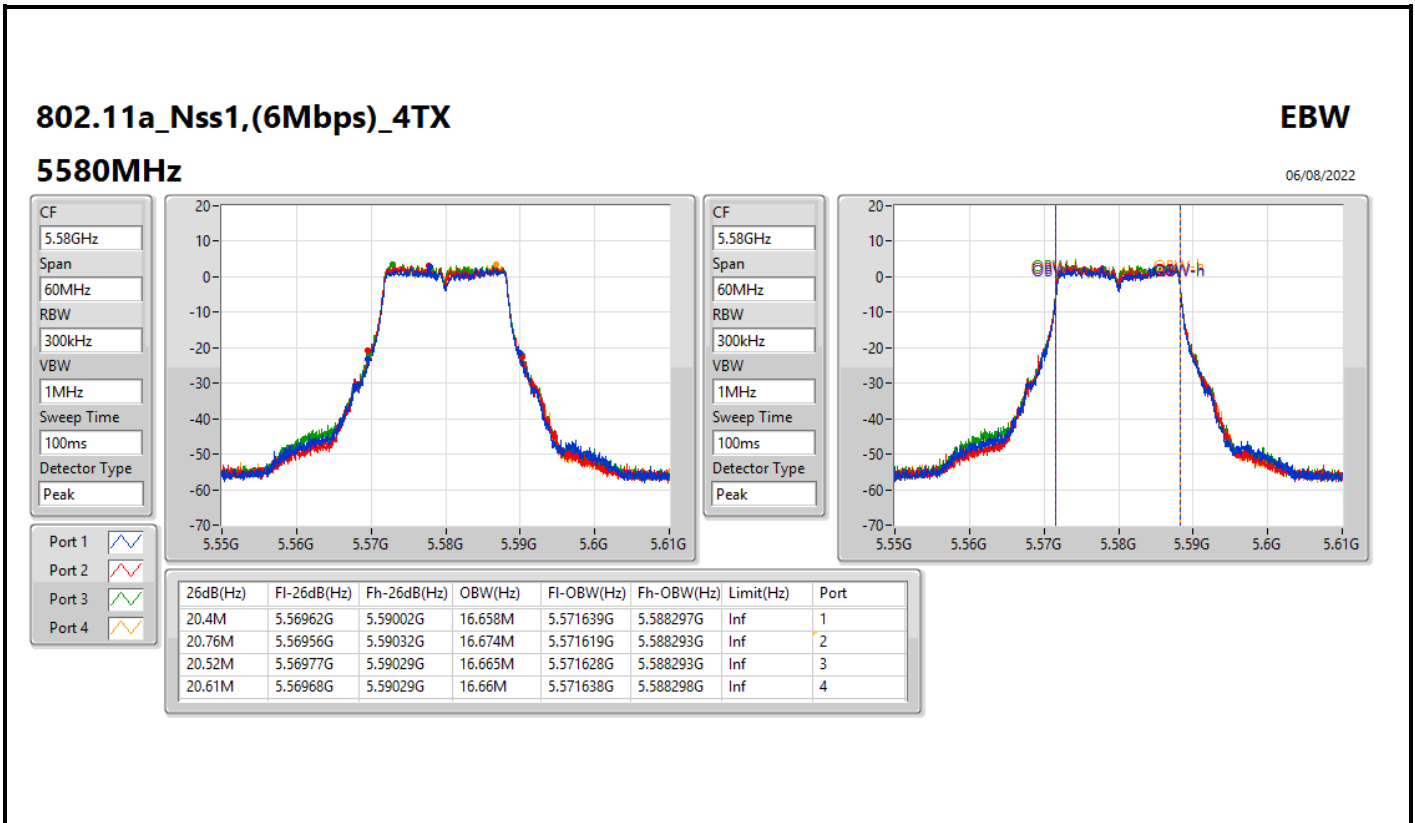 802.11a_Nss1,(6Mbps)_4TX EBW
5580MHz 06/08/2022
CF
5.58GHz
Span
60MHz
RBW
300kHz
VBW
1MHz
Sweep Time
100ms
Detector Type
Peak
20
10
0
-10
-20
-30
-40
-50
-60
-70
5.55G 5.56G 5.57G 5.58G 5.59G 5.6G 5.61G
CF
5.58GHz
Span
60MHz
RBW
300kHz
VBW
1MHz
Sweep Time
100ms
Detector Type
Peak
20
10
0
-10
-20
-30
-40
-50
-60
-70
OBW-h
5.55G 5.56G 5.57G 5.58G 5.59G 5.6G 5.61G
Port 1
Port 2
Port 3
Port 4
26dB(Hz) Fl-26dB(Hz) Fh-26dB(Hz) OBW(Hz) Fl-OBW(Hz) Fh-OBW(Hz) Limit(Hz) Port
20.4M 5.56962G 5.59002G 16.658M 5.571639G 5.588297G Inf 1
20.76M 5.56956G 5.59032G 16.674M 5.571619G 5.588293G Inf 2
20.52M 5.56977G 5.59029G 16.665M 5.571628G 5.588293G Inf 3
20.61M 5.56968G 5.59029G 16.66M 5.571638G 5.588298G Inf 4